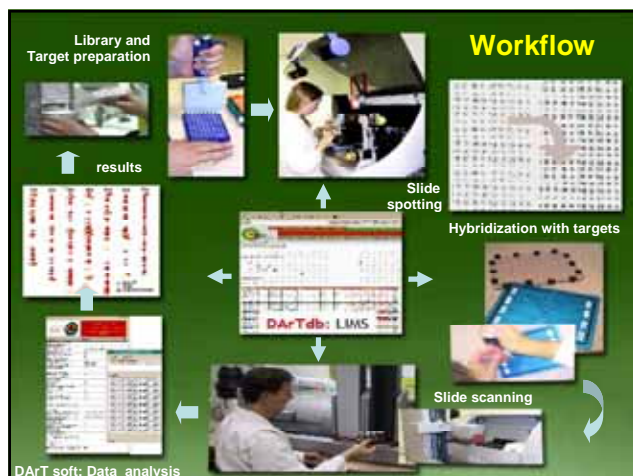 Workflow
Library and
Target preparation
Slide
spotting
Hybridization with targets
Slide scanning
DArT soft: Data analysis
results
DArTdb: LIMS